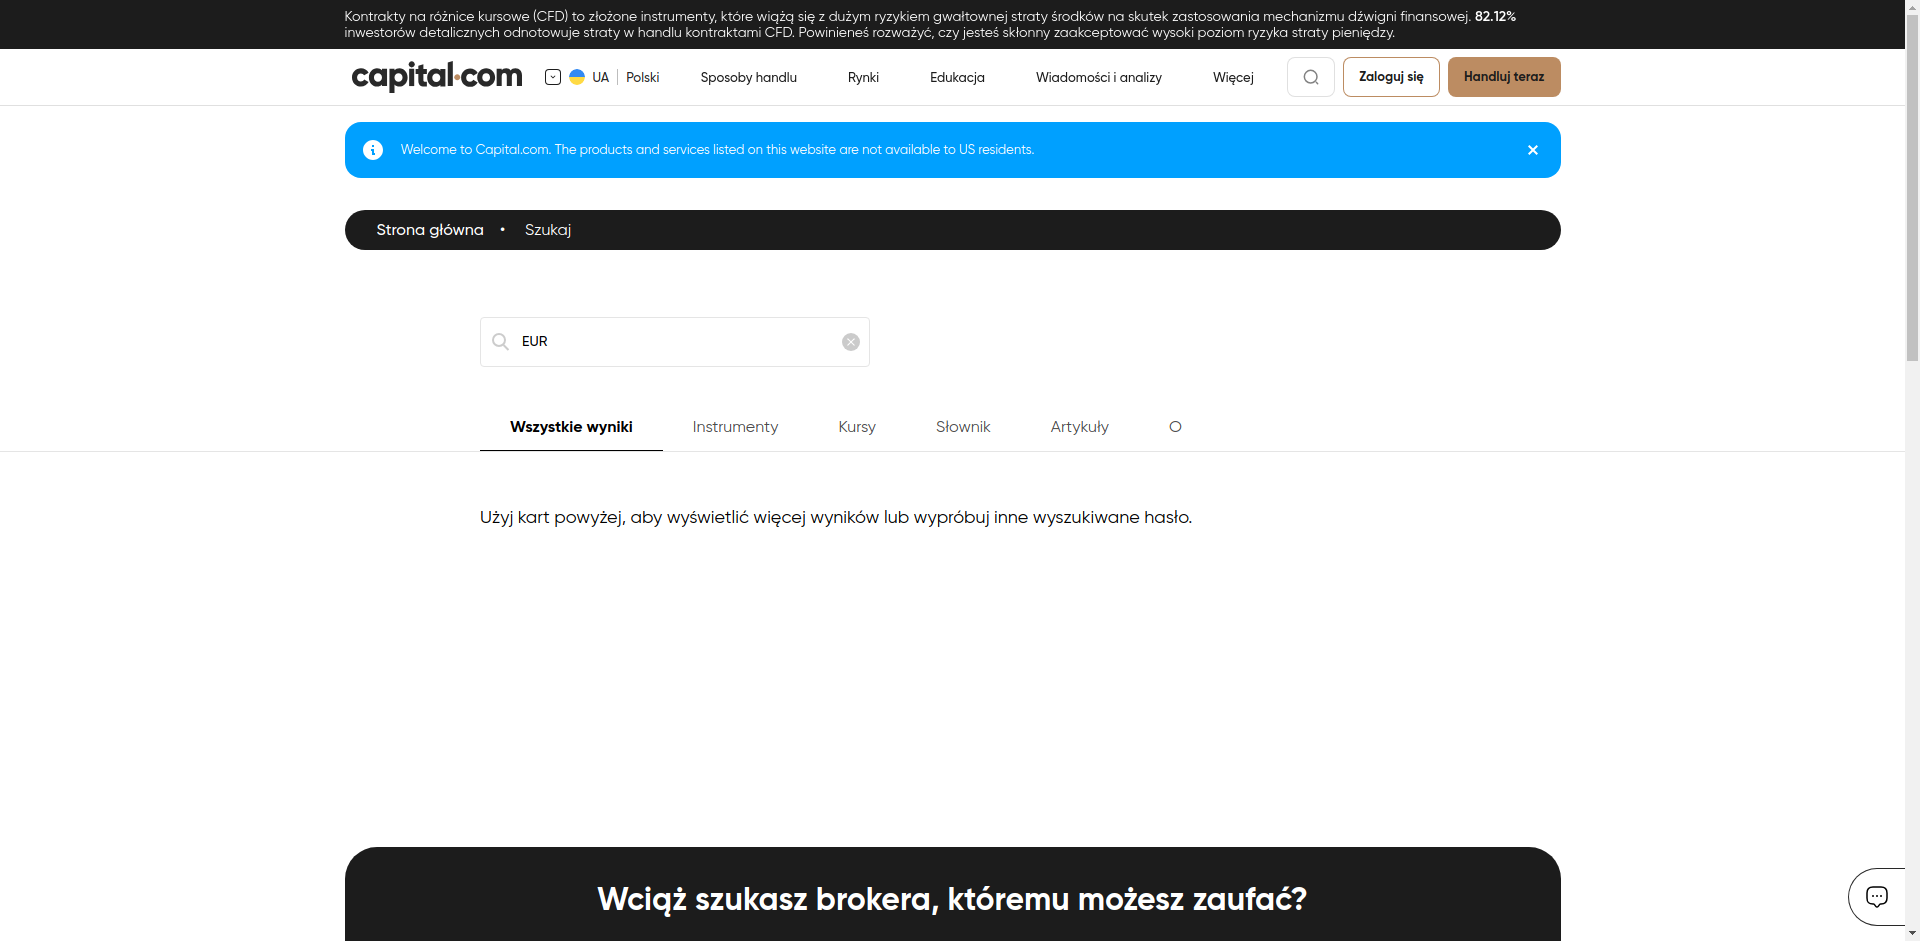 Kontrakty na różnice kursowe (CFD) to złożone instrumenty, które wiążą się z dużym ryzykiem gwałtownej straty środków na skutek zastosowania mechanizmu dźwigni finansowej. 82.12%
inwestorów detalicznych odnotowuje straty w handlu kontraktami CFD. Powinieneś rozważyć, czy jesteś skłonny zaakceptować wysoki poziom ryzyka straty pieniędzy.
capital.com UA Polski Sposoby handlu Rynki Edukacja Wiadomości i analizy Więcej Zaloguj się Handluj teraz
Welcome to Capital.com. The products and services listed on this website are not available to US residents.
Strona główna • Szukaj
EUR
Wszystkie wyniki Instrumenty Kursy Słownik Artykuły O
Użyj kart powyżej, aby wyświetlić więcej wyników lub wypróbuj inne wyszukiwane hasło.
Wciąż szukasz brokera, któremu możesz zaufać?